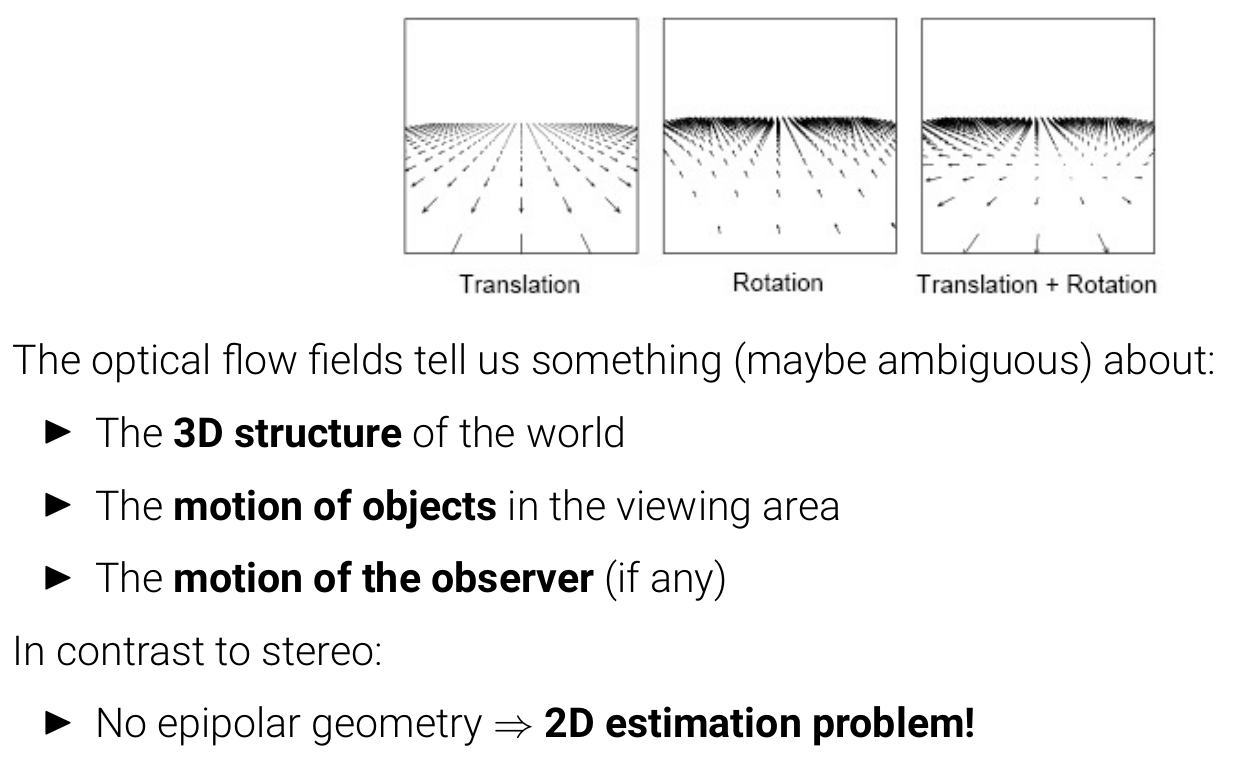 Translation
Rotation
Translation + Rotation
The optical flow fields tell us something (maybe ambiguous) about:
► The 3D structure of the world
► The motion of objects in the viewing area
► The motion of the observer (if any)
In contrast to stereo:
► No epipolar geometry ⇒ 2D estimation problem!